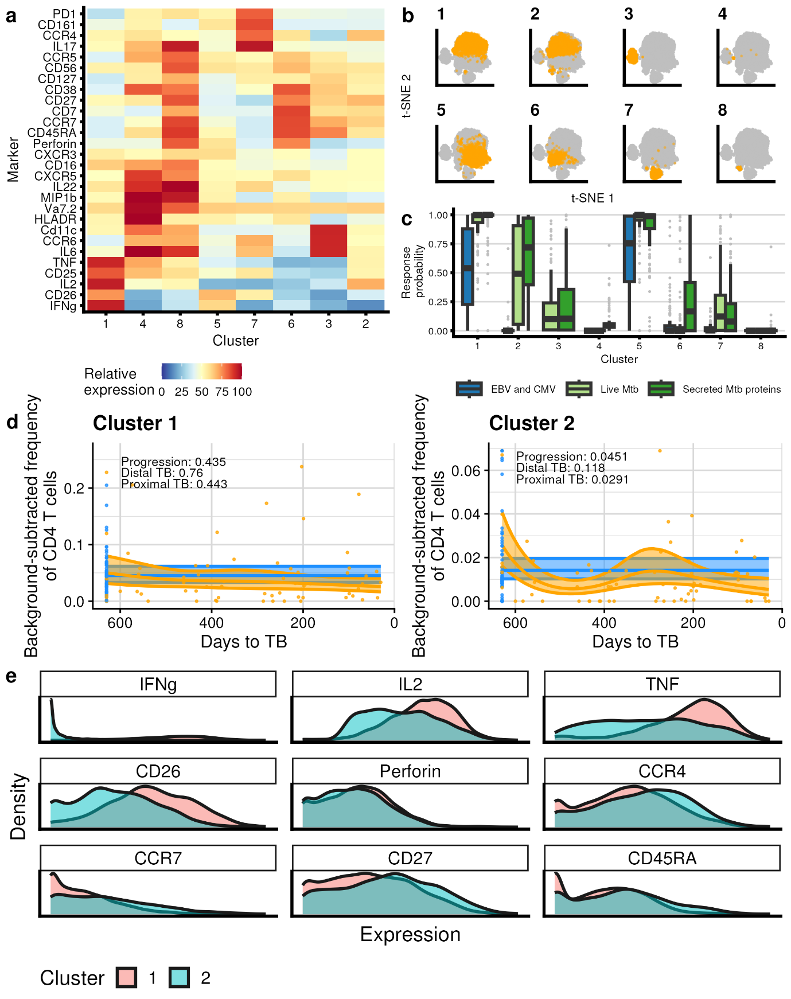 a
PD1
CD161
CCR4
IL17
CCR5
CD56
CD127
CD38
CD27
CD7
CCR7
CD45RA
Perforin
CXCR3
CD16
CXCR5
IL22
MIP1b
Va7.2
HLADR
Cd11c
CCR6
IL6
TNF
CD25
IL2
CD26
IFNg
Marker
1 4 8 5 7 6 3 2
Cluster
Relative
expression
0 25 50 75 100
b
1 2 3 4
5 6 7 8
t-SNE 2
t-SNE 1
c
1.00
0.75
0.50
0.25
0.00
Response
probability
1 2 3 4 5 6 7 8
Cluster
EBV and CMV Live Mtb Secreted Mtb proteins
d
Cluster 1
Background-subtracted frequency
of CD4 T cells
Progression: 0.435
Distal TB: 0.76
Proximal TB: 0.443
0.2
0.1
0.0
600 400 200 0
Days to TB
Cluster 2
Background-subtracted frequency
of CD4 T cells
Progression: 0.0451
Distal TB: 0.118
Proximal TB: 0.0291
0.06
0.04
0.02
0.00
600 400 200 0
Days to TB
e
IFNg IL2 TNF
CD26 Perforin CCR4
CCR7 CD27 CD45RA
Density
Expression
Cluster 1 2